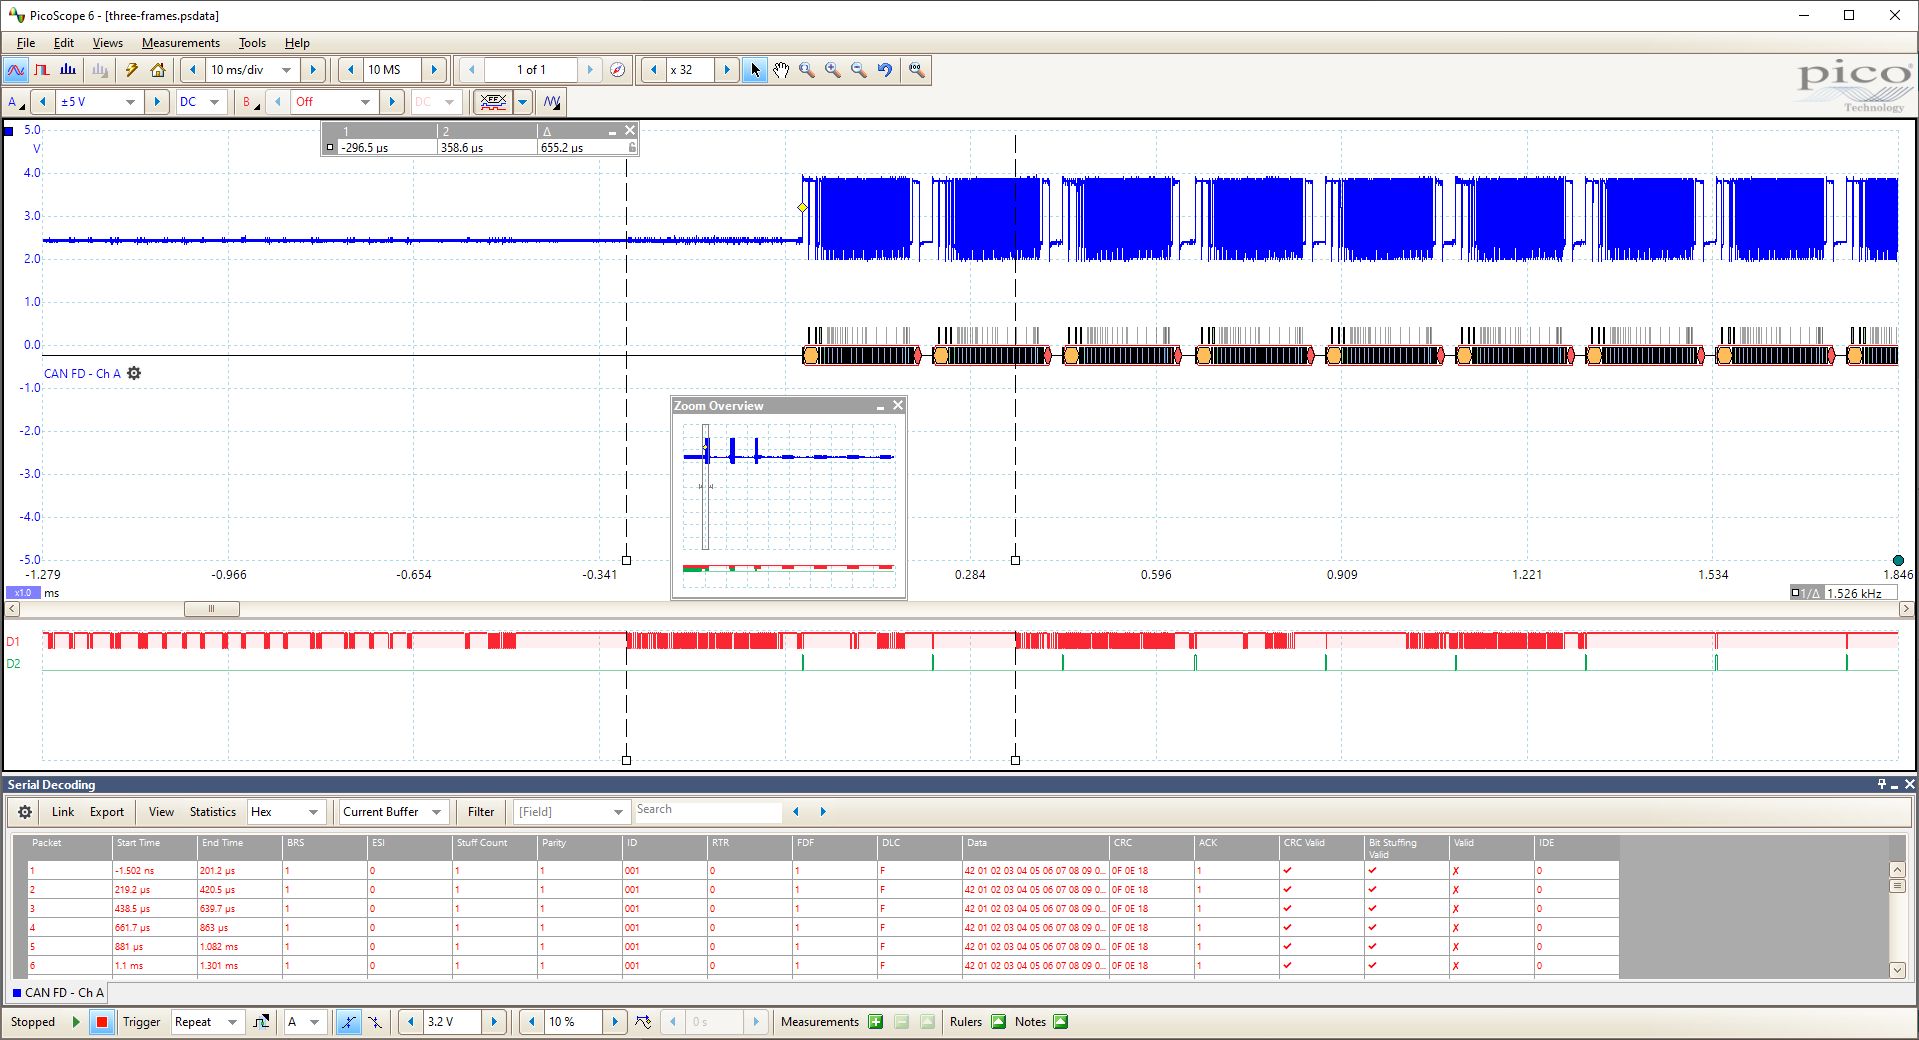 PicoScope 6 - [three-frames.psdata]
File Edit Views Measurements Tools Help
10 ms/div 10 MS 1 of 1 x 32
A ±5 V DC B Off DC
pico
Technology
1 2 Δ
-296.5 µs 358.6 µs 655.2 µs
5.0
V
4.0
3.0
2.0
1.0
0.0
CAN FD - Ch A
-1.0
-2.0
-3.0
-4.0
-5.0
Zoom Overview
-1.279 -0.966 -0.654 -0.341 0.284 0.596 0.909 1.221 1.534 1.846
x1.0 ms
1/Δ 1.526 kHz
D1
D2
Serial Decoding
Link Export View Statistics Hex Current Buffer Filter [Field] Search
Packet Start Time End Time BRS ESI Stuff Count Parity ID RTR FDF DLC Data CRC ACK CRC Valid Bit Stuffing Valid Valid IDE
1 -1.502 ns 201.2 µs 1 0 1 1 001 0 1 F 42 01 02 03 04 05 06 07 08 09 0... 0F 0E 18 1 ✓ ✓ ✗ 0
2 219.2 µs 420.5 µs 1 0 1 1 001 0 1 F 42 01 02 03 04 05 06 07 08 09 0... 0F 0E 18 1 ✓ ✓ ✗ 0
3 438.5 µs 639.7 µs 1 0 1 1 001 0 1 F 42 01 02 03 04 05 06 07 08 09 0... 0F 0E 18 1 ✓ ✓ ✗ 0
4 661.7 µs 863 µs 1 0 1 1 001 0 1 F 42 01 02 03 04 05 06 07 08 09 0... 0F 0E 18 1 ✓ ✓ ✗ 0
5 881 µs 1.082 ms 1 0 1 1 001 0 1 F 42 01 02 03 04 05 06 07 08 09 0... 0F 0E 18 1 ✓ ✓ ✗ 0
6 1.1 ms 1.301 ms 1 0 1 1 001 0 1 F 42 01 02 03 04 05 06 07 08 09 0... 0F 0E 18 1 ✓ ✓ ✗ 0
CAN FD - Ch A
Stopped Trigger Repeat A 3.2 V 10 % 0 s Measurements Rulers Notes